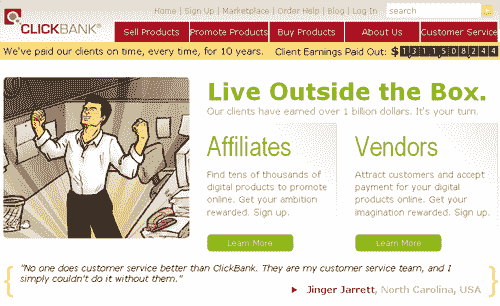 Home | Sign Up | Marketplace | Order Help | Blog | Log In
search
CLICKBANK®
Sell Products
Promote Products
Buy Products
About Us
Customer Service
We've paid our clients on time, every time, for 10 years.
Client Earnings Paid Out: $1311508244
Live Outside the Box.
Our clients have earned over 1 billion dollars. It's your turn.
Affiliates
Find tens of thousands of
digital products to promote
online. Get your ambition
rewarded. Sign up.
Learn More
Vendors
Attract customers and accept
payment for your digital
products online. Get your
imagination rewarded. Sign up.
Learn More
"No one does customer service better than ClickBank. They are my customer service team, and I
simply couldn't do it without them."
Jinger Jarrett, North Carolina, USA